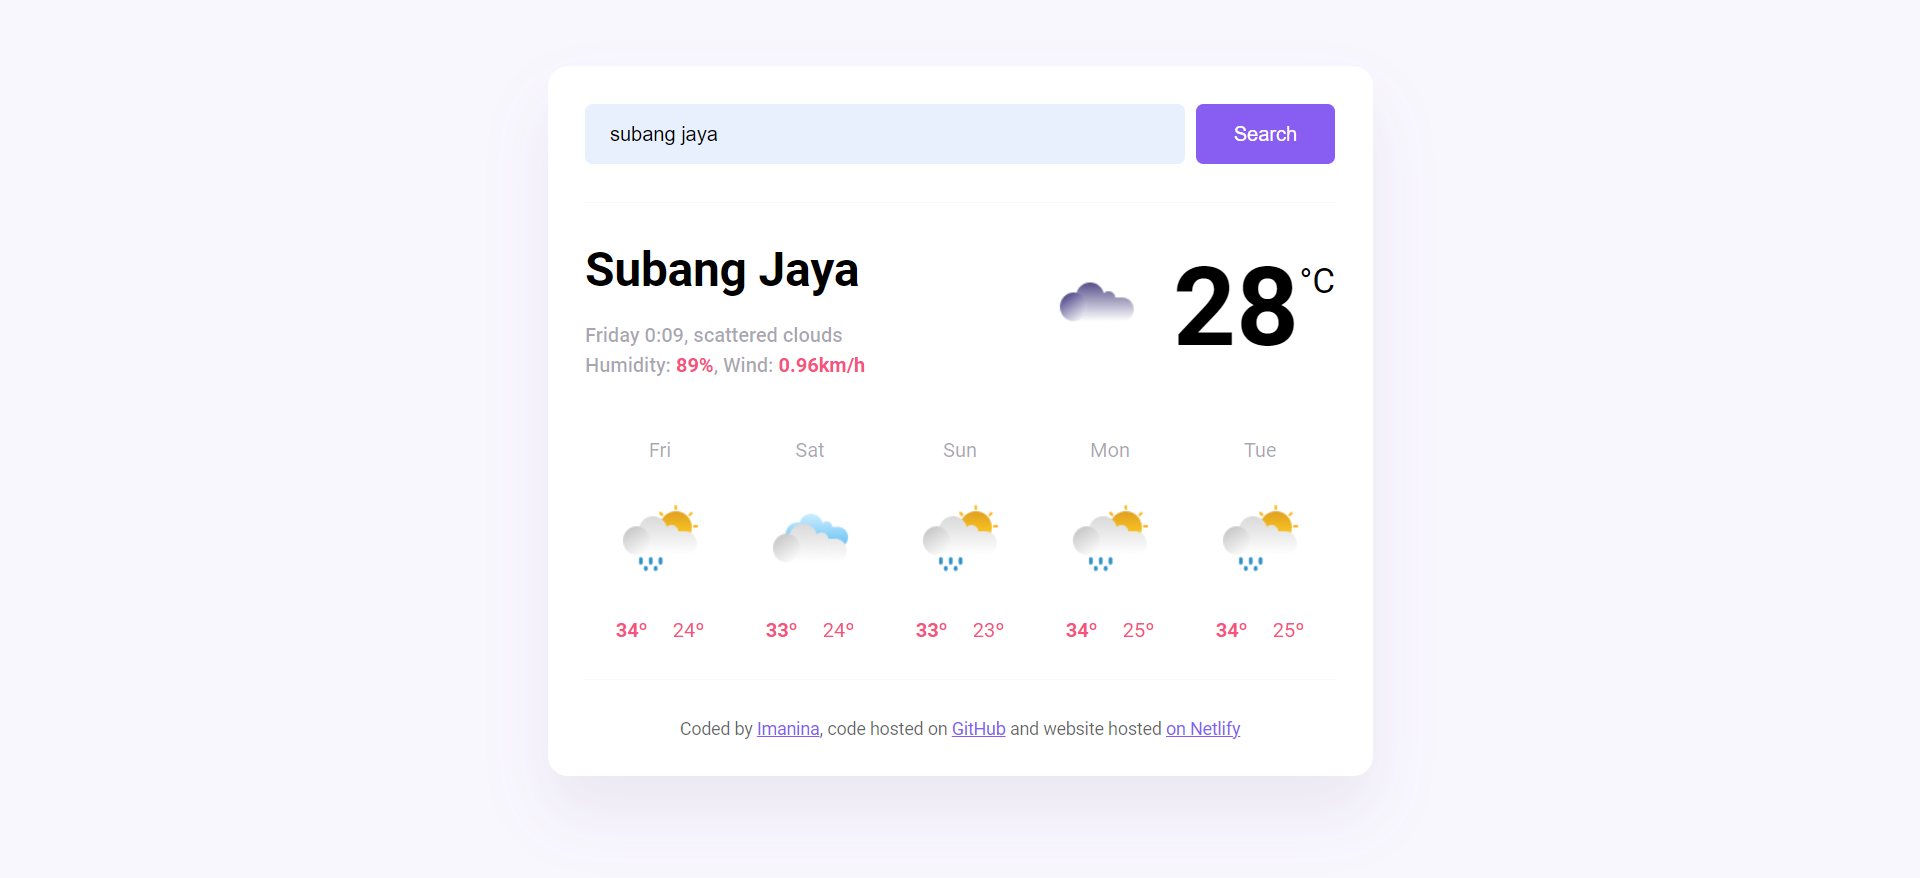 subang jaya
Search
Subang Jaya
28°C
Friday 0:09, scattered clouds
Humidity: 89%, Wind: 0.96km/h
Fri Sat Sun Mon Tue
34° 24° 33° 24° 33° 23° 34° 25° 34° 25°
Coded by Imanina, code hosted on GitHub and website hosted on Netlify